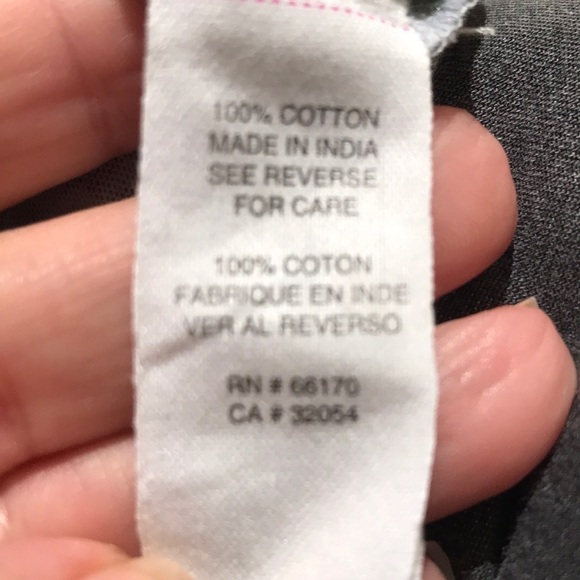 100% COTTON
MADE IN INDIA
SEE REVERSE
FOR CARE
100% COTON
FABRIQUE EN INDE
VER AL REVERSO
RN # 66170
CA # 32054